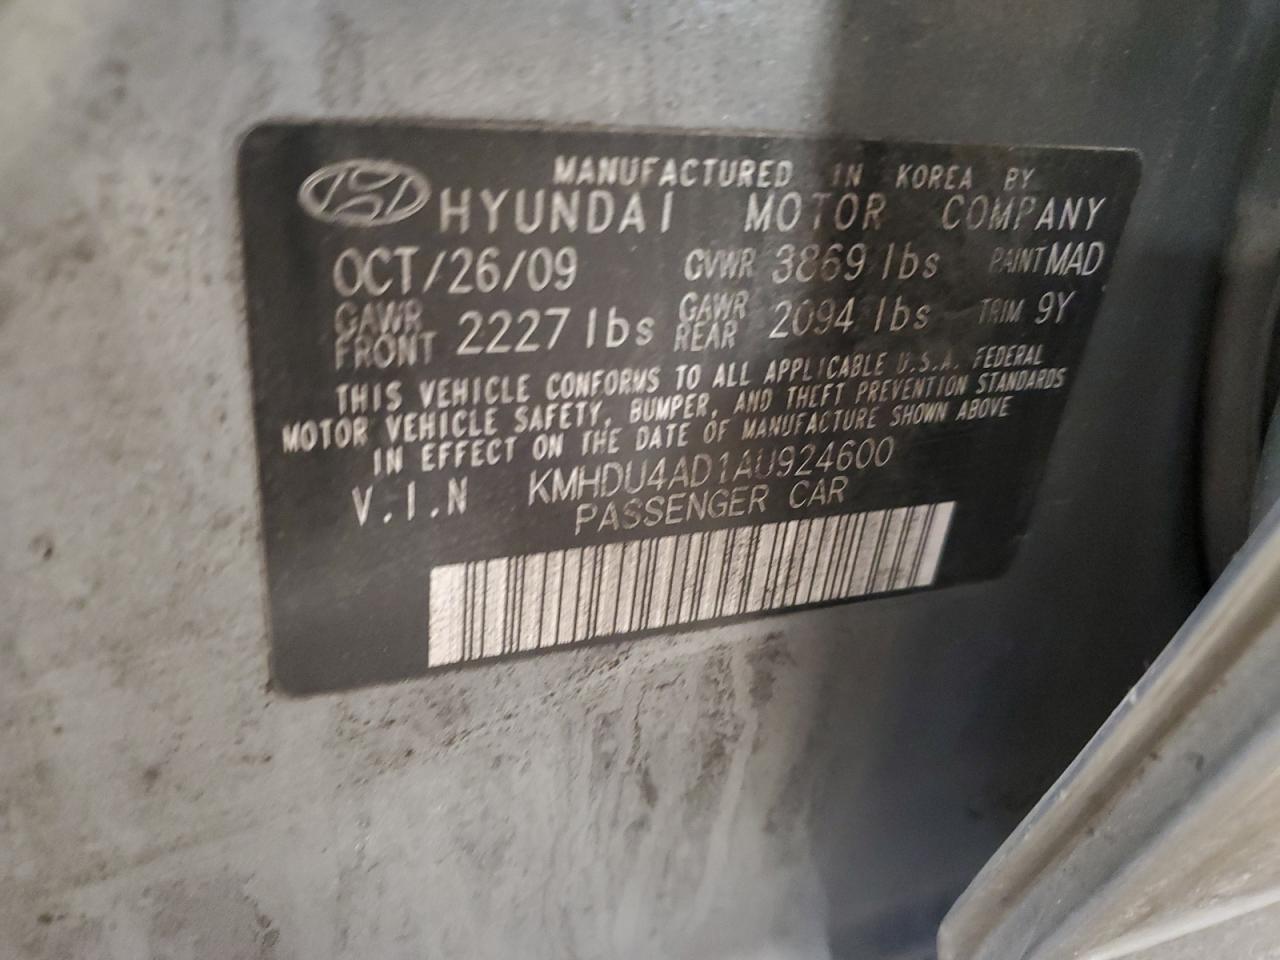 MANUFACTURED IN KOREA BY
HYUNDAI MOTOR COMPANY
OCT/26/09 GVWR 3869 lbs PAINT MAD
GAWR FRONT 2227 lbs GAWR REAR 2094 lbs TRIM 9Y
THIS VEHICLE CONFORMS TO ALL APPLICABLE U.S.A. FEDERAL
MOTOR VEHICLE SAFETY, BUMPER, AND THEFT PREVENTION STANDARDS
IN EFFECT ON THE DATE OF MANUFACTURE SHOWN ABOVE
V.I.N KMHDU4AD1AU924600
PASSENGER CAR